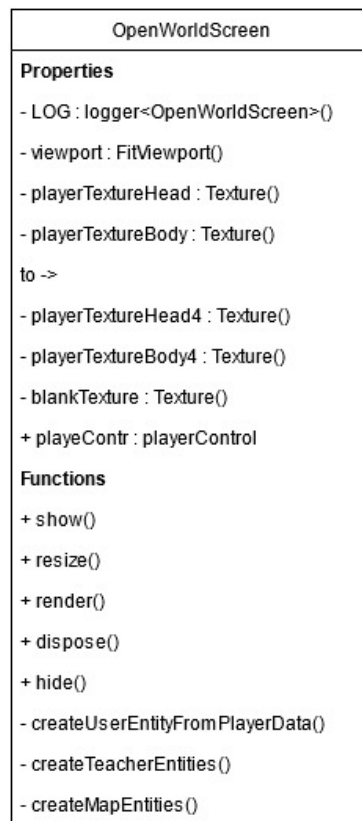 OpenWorldScreen
Properties
- LOG : logger<OpenWorldScreen>()
- viewport : FitViewport()
- playerTextureHead : Texture()
- playerTextureBody : Texture()
to ->
- playerTextureHead4 : Texture()
- playerTextureBody4 : Texture()
- blankTexture : Texture()
+ playeContr : playerControl
Functions
+ show()
+ resize()
+ render()
+ dispose()
+ hide()
- createUserEntityFromPlayerData()
- createTeacherEntities()
- createMapEntities()